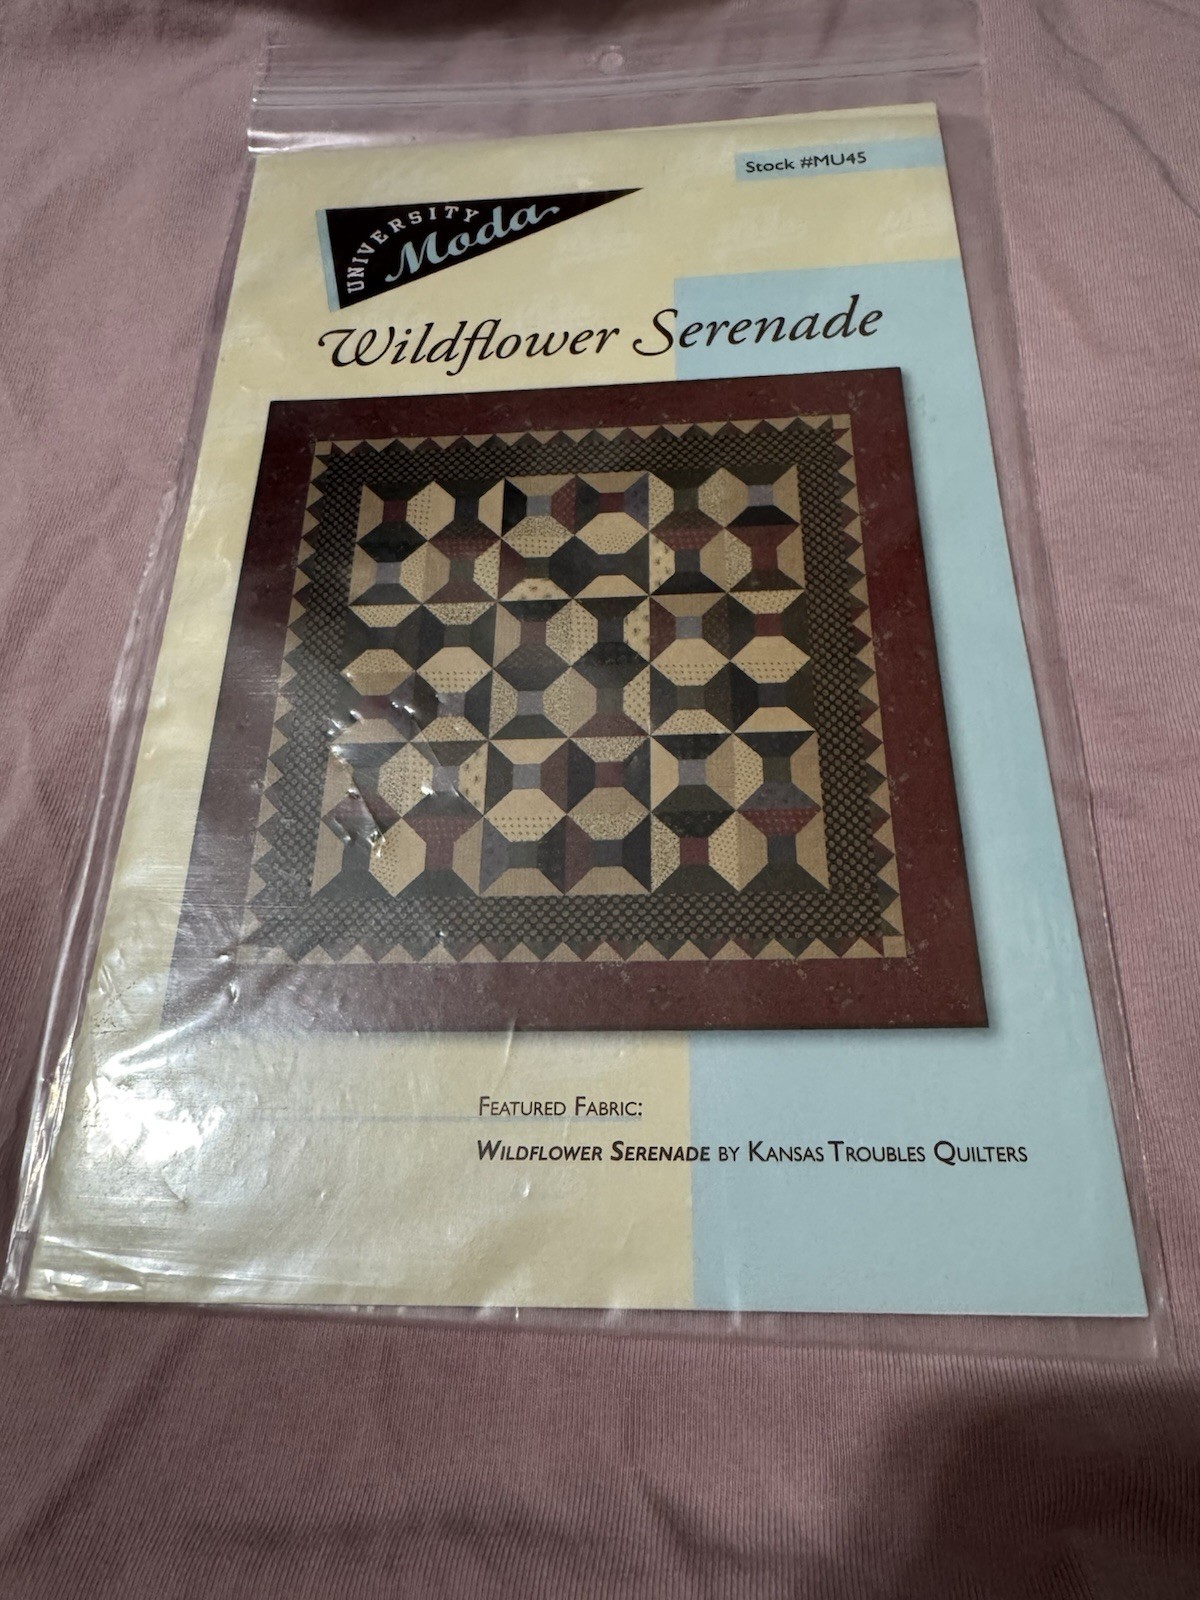 Stock #MU45
UNIVERSITY
Moda
Wildflower Serenade
FEATURED FABRIC:
WILDFLOWER SERENADE BY KANSAS TROUBLES QUILTERS